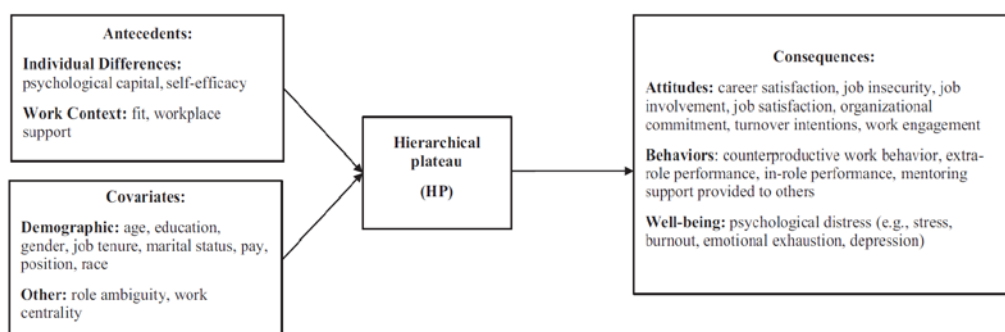 Antecedents:
Individual Differences:
psychological capital, self-efficacy
Work Context: fit, workplace
support
Covariates:
Demographic: age, education,
gender, job tenure, marital status, pay,
position, race
Other: role ambiguity, work
centrality
Hierarchical
plateau
(HP)
Consequences:
Attitudes: career satisfaction, job insecurity, job
involvement, job satisfaction, organizational
commitment, turnover intentions, work engagement
Behaviors: counterproductive work behavior, extra-
role performance, in-role performance, mentoring
support provided to others
Well-being: psychological distress (e.g., stress,
burnout, emotional exhaustion, depression)